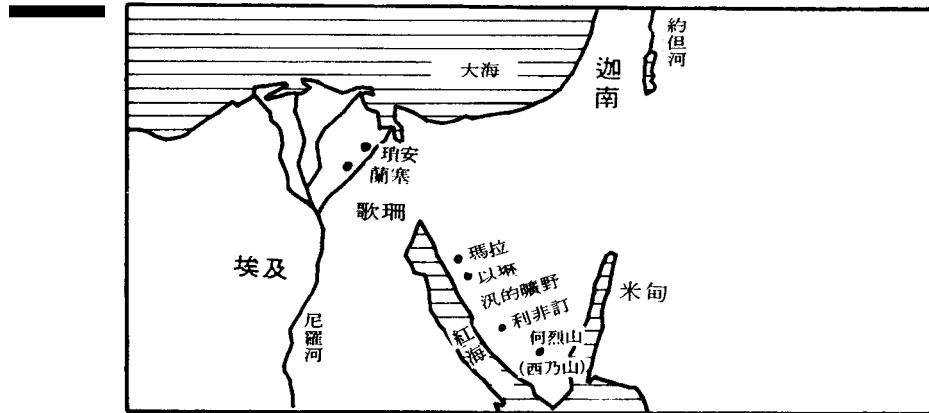 約但河
大海
迦南
瑣安
蘭塞
歌珊
瑪拉
埃及
以琳
汛的曠野
米甸
利非訂
尼羅河
紅海
何烈山
(西乃山)